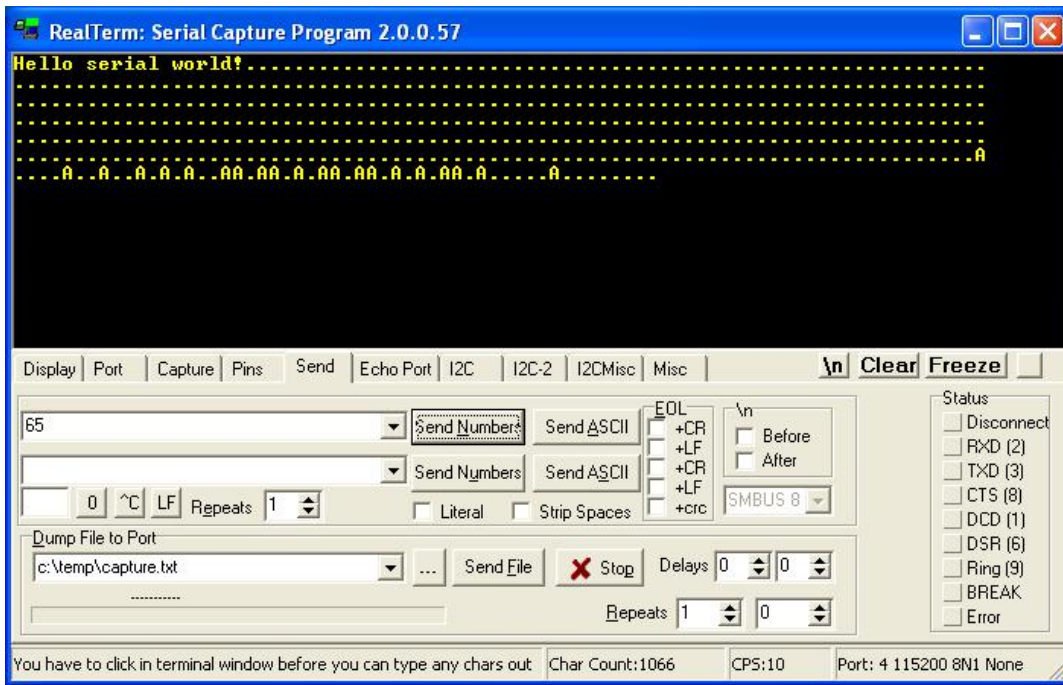 RealTerm: Serial Capture Program 2.0.0.57
Hello serial world!..........................................................................
............................................................................................
............................................................................................
............................................................................................
............................................................................................
...........................................................................................A
....A..A..A.A.A..AA.AA.A.AA.AA.A.A.AA.A.....A........
Display Port Capture Pins Send Echo Port I2C I2C-2 I2CMisc Misc \n Clear Freeze
65 Send Numbers Send ASCII
Send Numbers Send ASCII
0 ^C LF Repeats 1 Literal Strip Spaces
EOL
+CR
+LF
+CR
+LF
+crc
\n
Before
After
SMBUS 8
Status
Disconnect
RXD (2)
TXD (3)
CTS (8)
DCD (1)
DSR (6)
Ring (9)
BREAK
Error
Dump File to Port
c:\temp\capture.txt ... Send File Stop Delays 0 0
Repeats 1 0
You have to click in terminal window before you can type any chars out Char Count:1066 CPS:10 Port: 4 115200 8N1 None